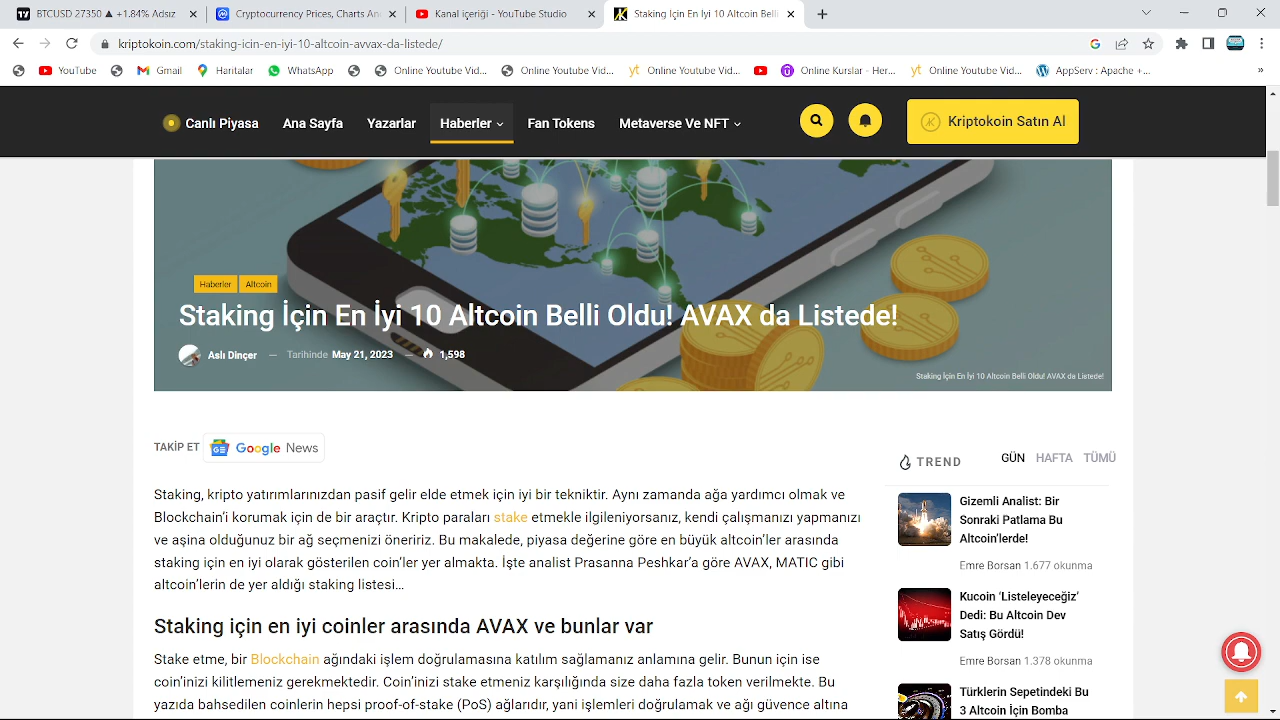 BTCUSD 27350 ▲ +1.84% Adsız
Cryptocurrency Prices, Charts An
Kanal içeriği - YouTube Studio
Staking İçin En İyi 10 Altcoin Belli
kriptokoin.com/staking-icin-en-iyi-10-altcoin-avax-da-listede/
YouTube
Gmail
Haritalar
WhatsApp
Online Youtube Vid...
Online Youtube Vid...
Online Youtube Vid...
Online Kurslar - Her...
Online Youtube Vid...
AppServ: Apache +...
»
Canlı Piyasa
Ana Sayfa
Yazarlar
Haberler
Fan Tokens
Metaverse Ve NFT
Kriptokoin Satın Al
Haberler
Altcoin
Staking İçin En İyi 10 Altcoin Belli Oldu! AVAX da Listede!
Aslı Dinçer — Tarihinde May 21, 2023 — 1,598
Staking İçin En İyi 10 Altcoin Belli Oldu! AVAX da Listede!
TAKİP ET Google News
Staking, kripto yatırımlarınızdan pasif gelir elde etmek için iyi bir tekniktir. Aynı zamanda ağa yardımcı olmak ve
Blockchain’i korumak için de bir araçtır. Kripto paraları stake etmekle ilgileniyorsanız, kendi çalışmanızı yapmanızı
ve aşina olduğunuz bir ağ seçmenizi öneririz. Bu makalede, piyasa değerine göre en büyük altcoin’ler arasında
staking için en iyi olarak gösterilen coin’ler yer almakta. İşte analist Prasanna Peshkar’a göre AVAX, MATIC gibi
altcoin’lerin de yer aldığı staking listesi…
Staking için en iyi coinler arasında AVAX ve bunlar var
Stake etme, bir Blockchain ağındaki işlem doğrulamasına katılım sağlamanız anlamına gelir. Bunun için ise
coin’inizi kilitlemeniz gerekmektedir. Coin’inizi stake etmeniz karşılığında size daha fazla token verilmekte. Bu
yazıda bahsegilen coinlerin hepsi proof-of-stake (PoS) ağlarıdır, yani işlemleri doğrulamak ve ağı güvence altına
TREND
GÜN HAFTA TÜMÜ
Gizemli Analist: Bir
Sonraki Patlama Bu
Altcoin’lerde!
Emre Borsan 1.677 okunma
Kucoin ‘Listeleyeceğiz’
Dedi: Bu Altcoin Dev
Satış Gördü!
Emre Borsan 1.378 okunma
Türklerin Sepetindeki Bu
3 Altcoin İçin Bomba